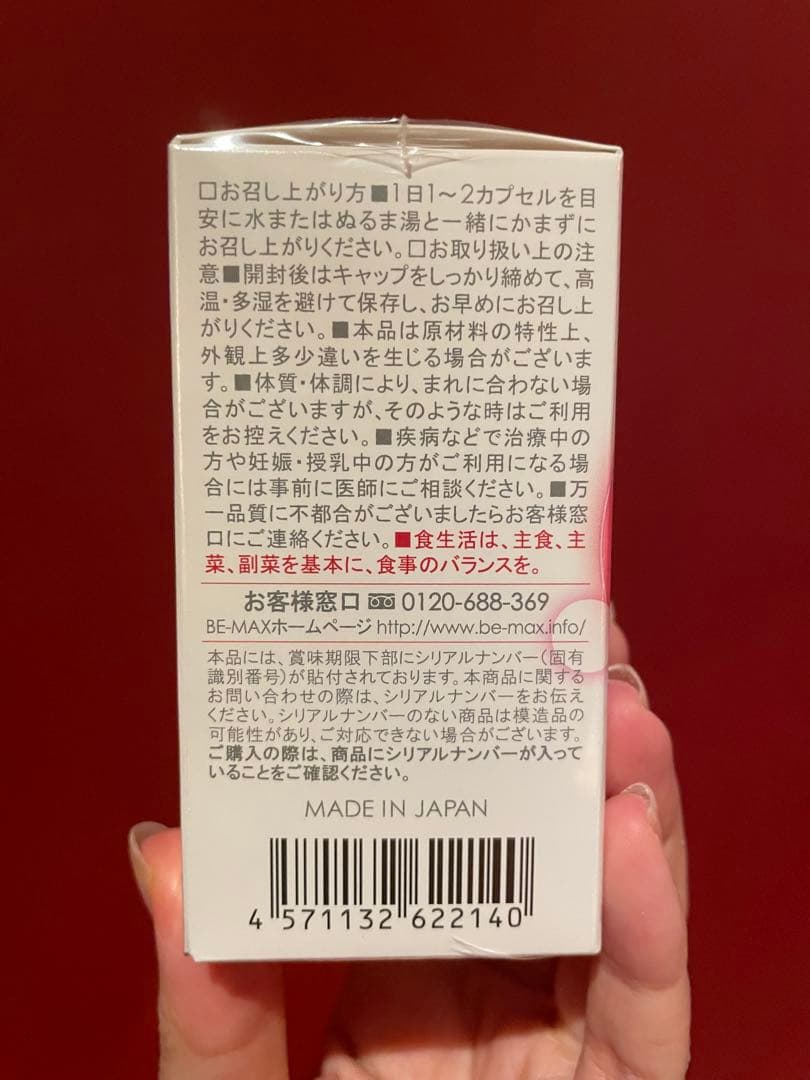 □お召し上がり方■1日1～2カプセルを目
安に水またはぬるま湯と一緒にかまずに
お召し上がりください。□お取り扱い上の注
意■開封後はキャップをしっかり締めて、高
温・多湿を避けて保存し、お早めにお召し上
がりください。■本品は原材料の特性上、
外観上多少違いを生じる場合がございま
す。■体質・体調により、まれに合わない場
合がございますが、そのような時はご利用
をお控えください。■疾病などで治療中の
方や妊娠・授乳中の方がご利用になる場
合には事前に医師にご相談ください。■万
一品質に不都合がございましたらお客様窓
口にご連絡ください。■食生活は、主食、主
菜、副菜を基本に、食事のバランスを。
お客様窓口 0120-688-369
BE-MAXホームページ http://www.be-max.info/
本品には、賞味期限下部にシリアルナンバー（固有
識別番号）が貼付されております。本商品に関する
お問い合わせの際は、シリアルナンバーをお伝え
ください。シリアルナンバーのない商品は模造品の
可能性があり、ご対応できない場合がございます。
ご購入の際は、商品にシリアルナンバーが入って
いることをご確認ください。
MADE IN JAPAN
4 571132 622140